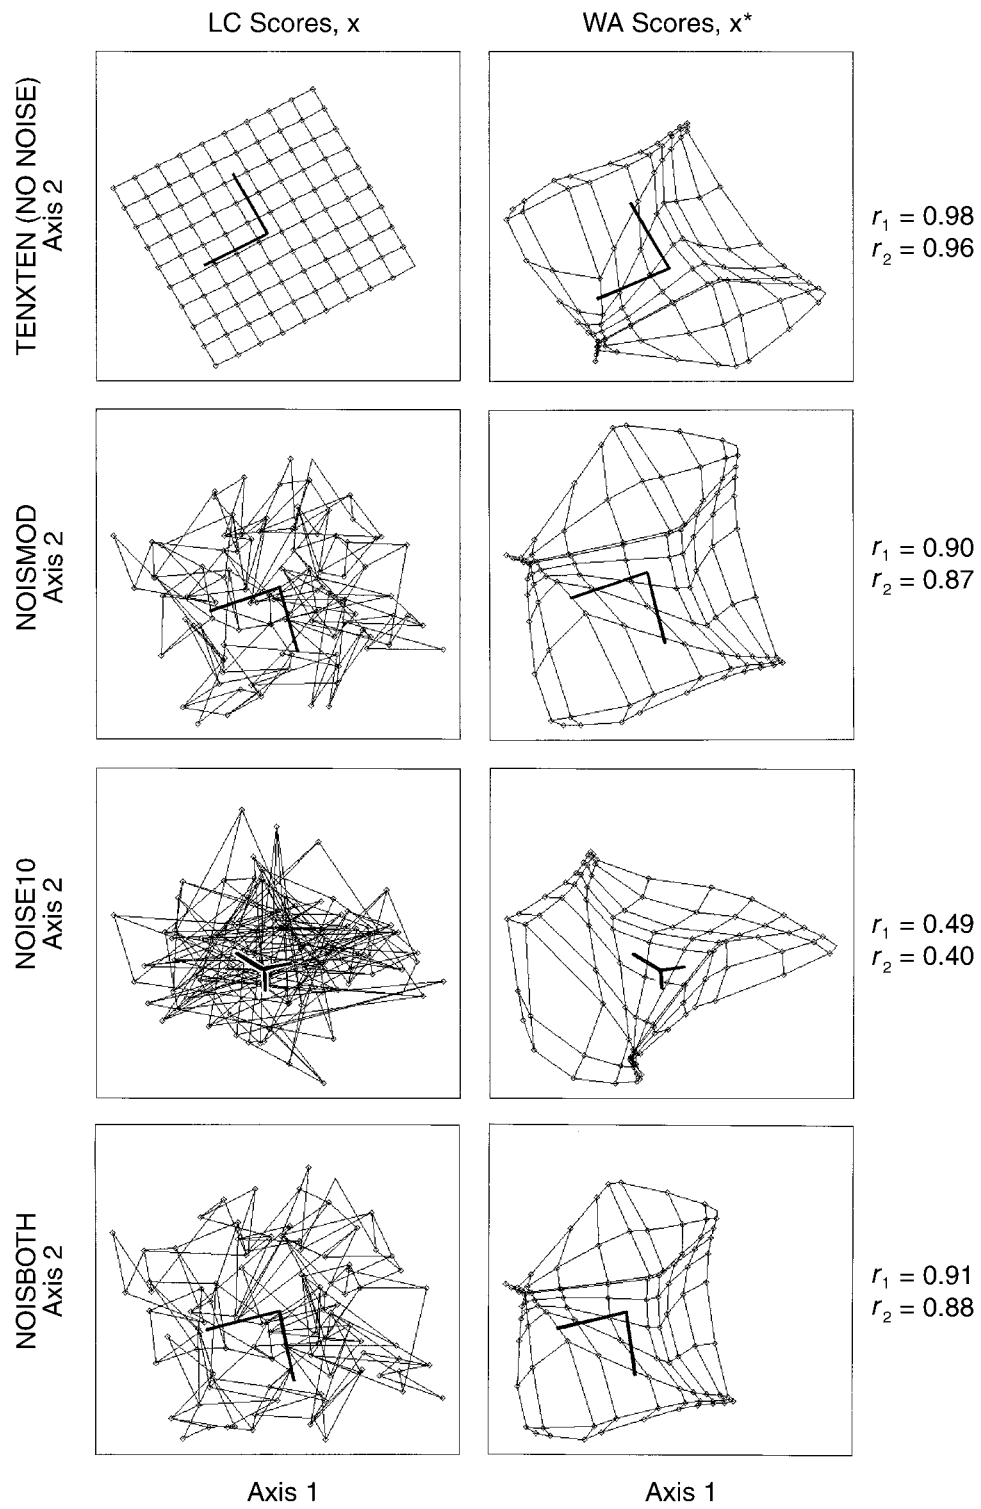 LC Scores, x
WA Scores, x*
TENXTEN (NO NOISE)
Axis 2
r1 = 0.98
r2 = 0.96
NOISMOD
Axis 2
r1 = 0.90
r2 = 0.87
NOISE10
Axis 2
r1 = 0.49
r2 = 0.40
NOISBOTH
Axis 2
r1 = 0.91
r2 = 0.88
Axis 1
Axis 1